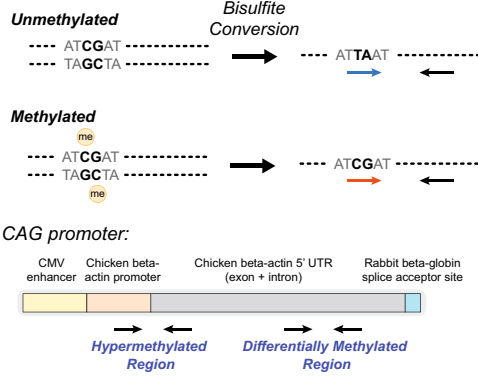 Unmethylated
Bisulfite
Conversion
ATCGAT
TAGCTA
ATTAAT
Methylated
me
ATCGAT
TAGCTA
me
ATCGAT
CAG promoter:
CMV
enhancer
Chicken beta-
actin promoter
Chicken beta-actin 5' UTR
(exon + intron)
Rabbit beta-globin
splice acceptor site
Hypermethylated
Region
Differentially Methylated
Region